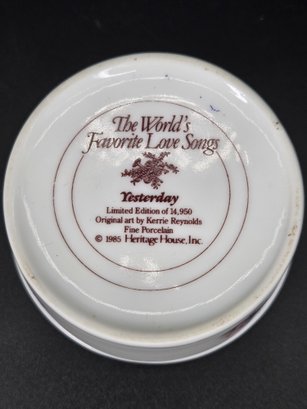 The World's
Favorite Love Songs
Yesterday
Limited Edition of 14,950
Original art by Kerrie Reynolds
Fine Porcelain
© 1985 Heritage House, Inc.